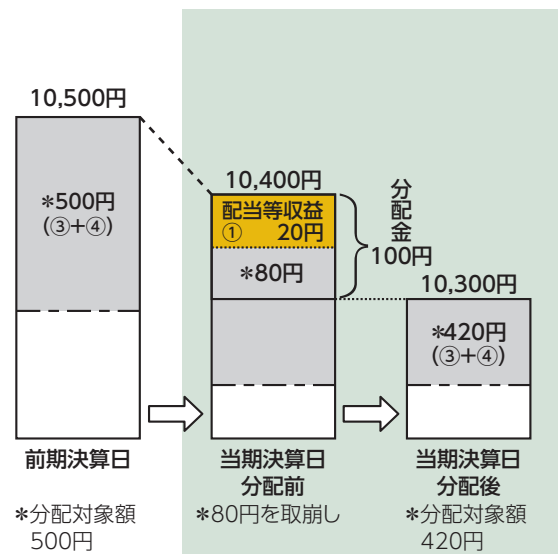 10,500円
*500円
(③+④)
10,400円
配当等収益
① 20円
*80円
分配金
100円
10,300円
*420円
(③+④)
前期決算日
当期決算日
分配前
当期決算日
分配後
*分配対象額
500円
*80円を取崩し
*分配対象額
420円